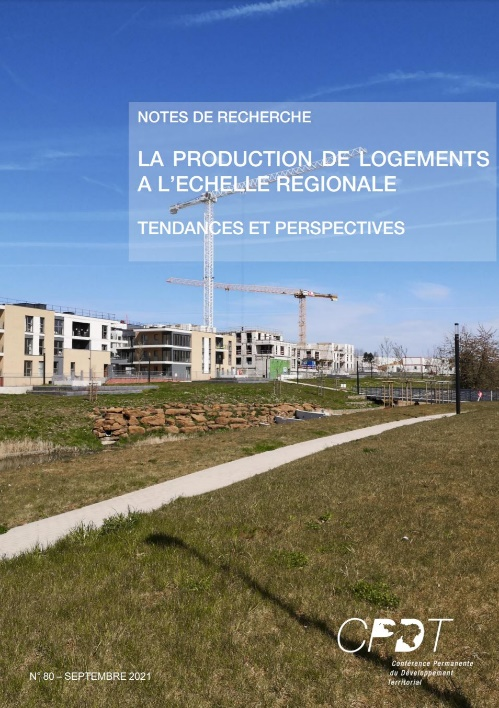 NOTES DE RECHERCHE
LA PRODUCTION DE LOGEMENTS
A L'ECHELLE REGIONALE
TENDANCES ET PERSPECTIVES
CPDT
Conférence Permanente
du Développement
Territorial
N° 80 – SEPTEMBRE 2021